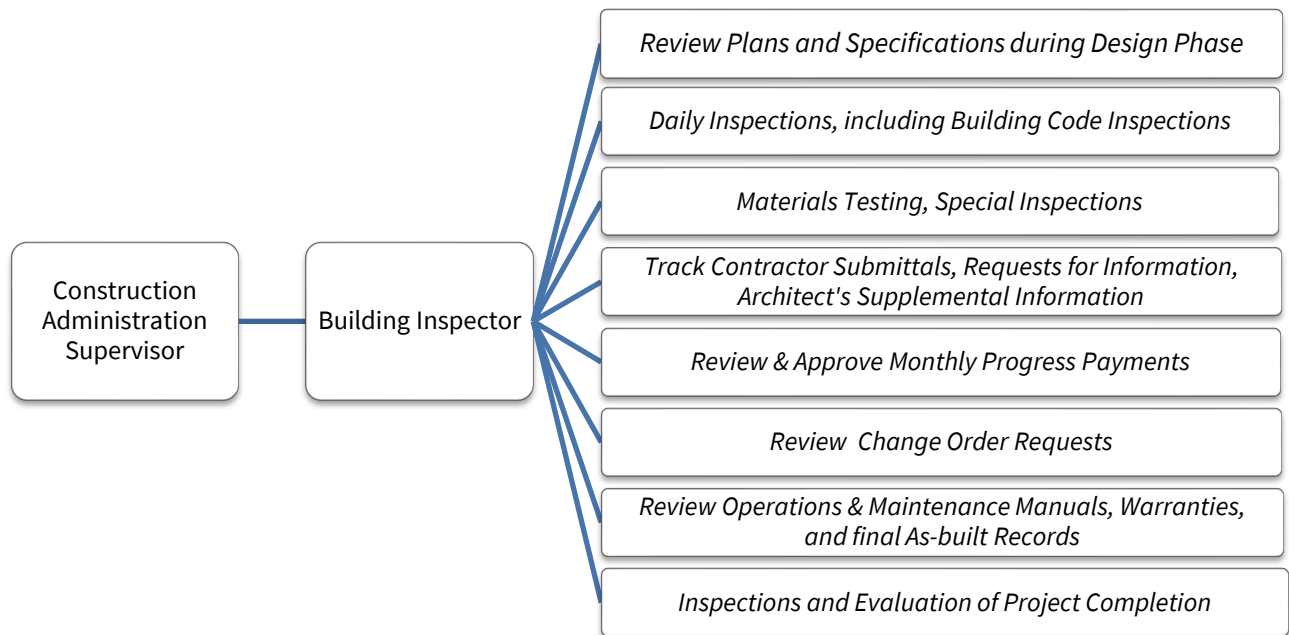 Review Plans and Specifications during Design Phase
Daily Inspections, including Building Code Inspections
Materials Testing, Special Inspections
Construction
Administration
Supervisor
Building Inspector
Track Contractor Submittals, Requests for Information,
Architect's Supplemental Information
Review & Approve Monthly Progress Payments
Review Change Order Requests
Review Operations & Maintenance Manuals, Warranties,
and final As-built Records
Inspections and Evaluation of Project Completion